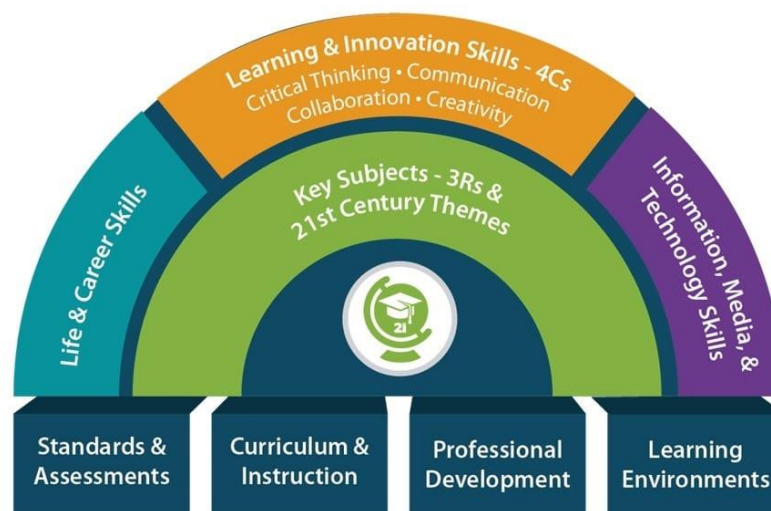 Learning & Innovation Skills - 4Cs
Critical Thinking • Communication
Collaboration • Creativity
Life & Career Skills
Key Subjects - 3Rs &
21st Century Themes
Information, Media, &
Technology Skills
21
Standards &
Assessments
Curriculum &
Instruction
Professional
Development
Learning
Environments